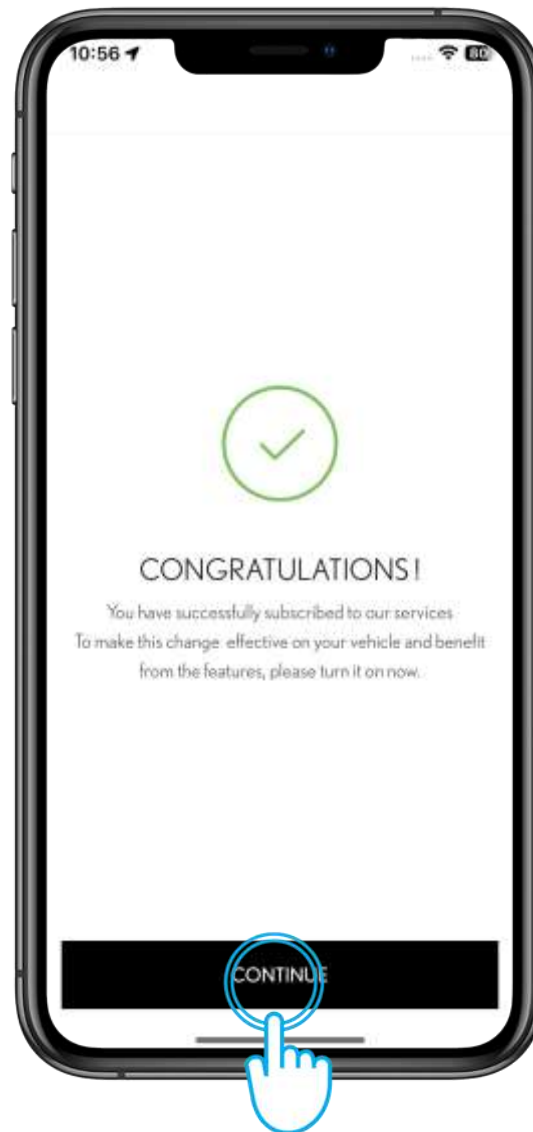 10:56
80
CONGRATULATIONS !
You have successfully subscribed to our services
To make this change effective on your vehicle and benefit
from the features, please turn it on now.
CONTINUE